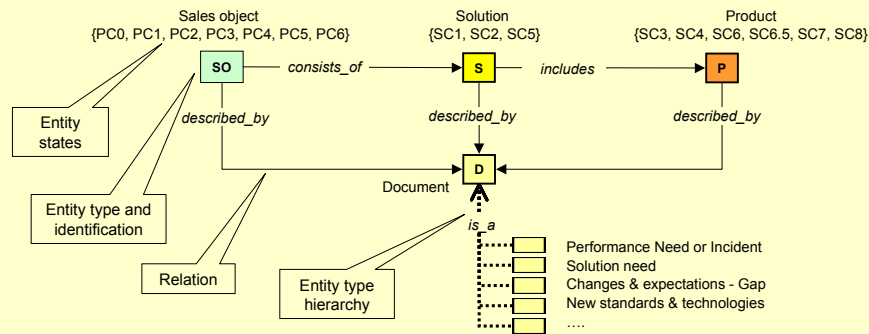 Sales object
{PC0, PC1, PC2, PC3, PC4, PC5, PC6}
Solution
{SC1, SC2, SC5}
Product
{SC3, SC4, SC6, SC6.5, SC7, SC8}
SO
consists_of
S
includes
P
described_by
described_by
described_by
Entity
states
D
Document
Entity type and
identification
is_a
Relation
Entity type
hierarchy
Performance Need or Incident
Solution need
Changes & expectations - Gap
New standards & technologies
....